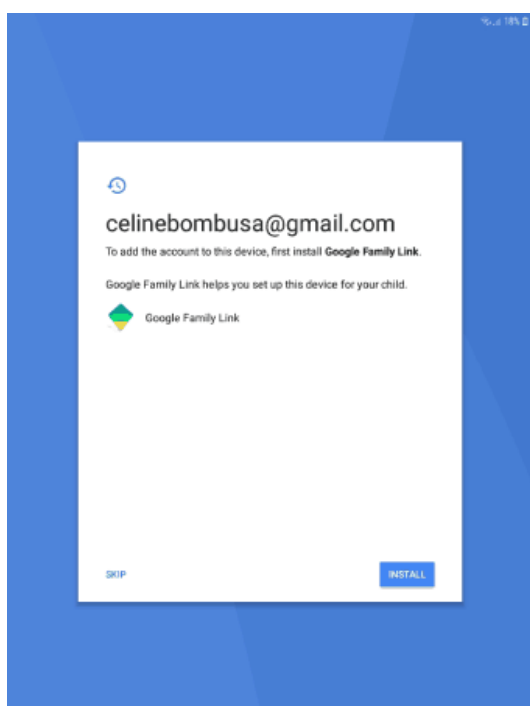 18%
celinebombusa@gmail.com
To add the account to this device, first install Google Family Link.
Google Family Link helps you set up this device for your child.
Google Family Link
SKIP
INSTALL